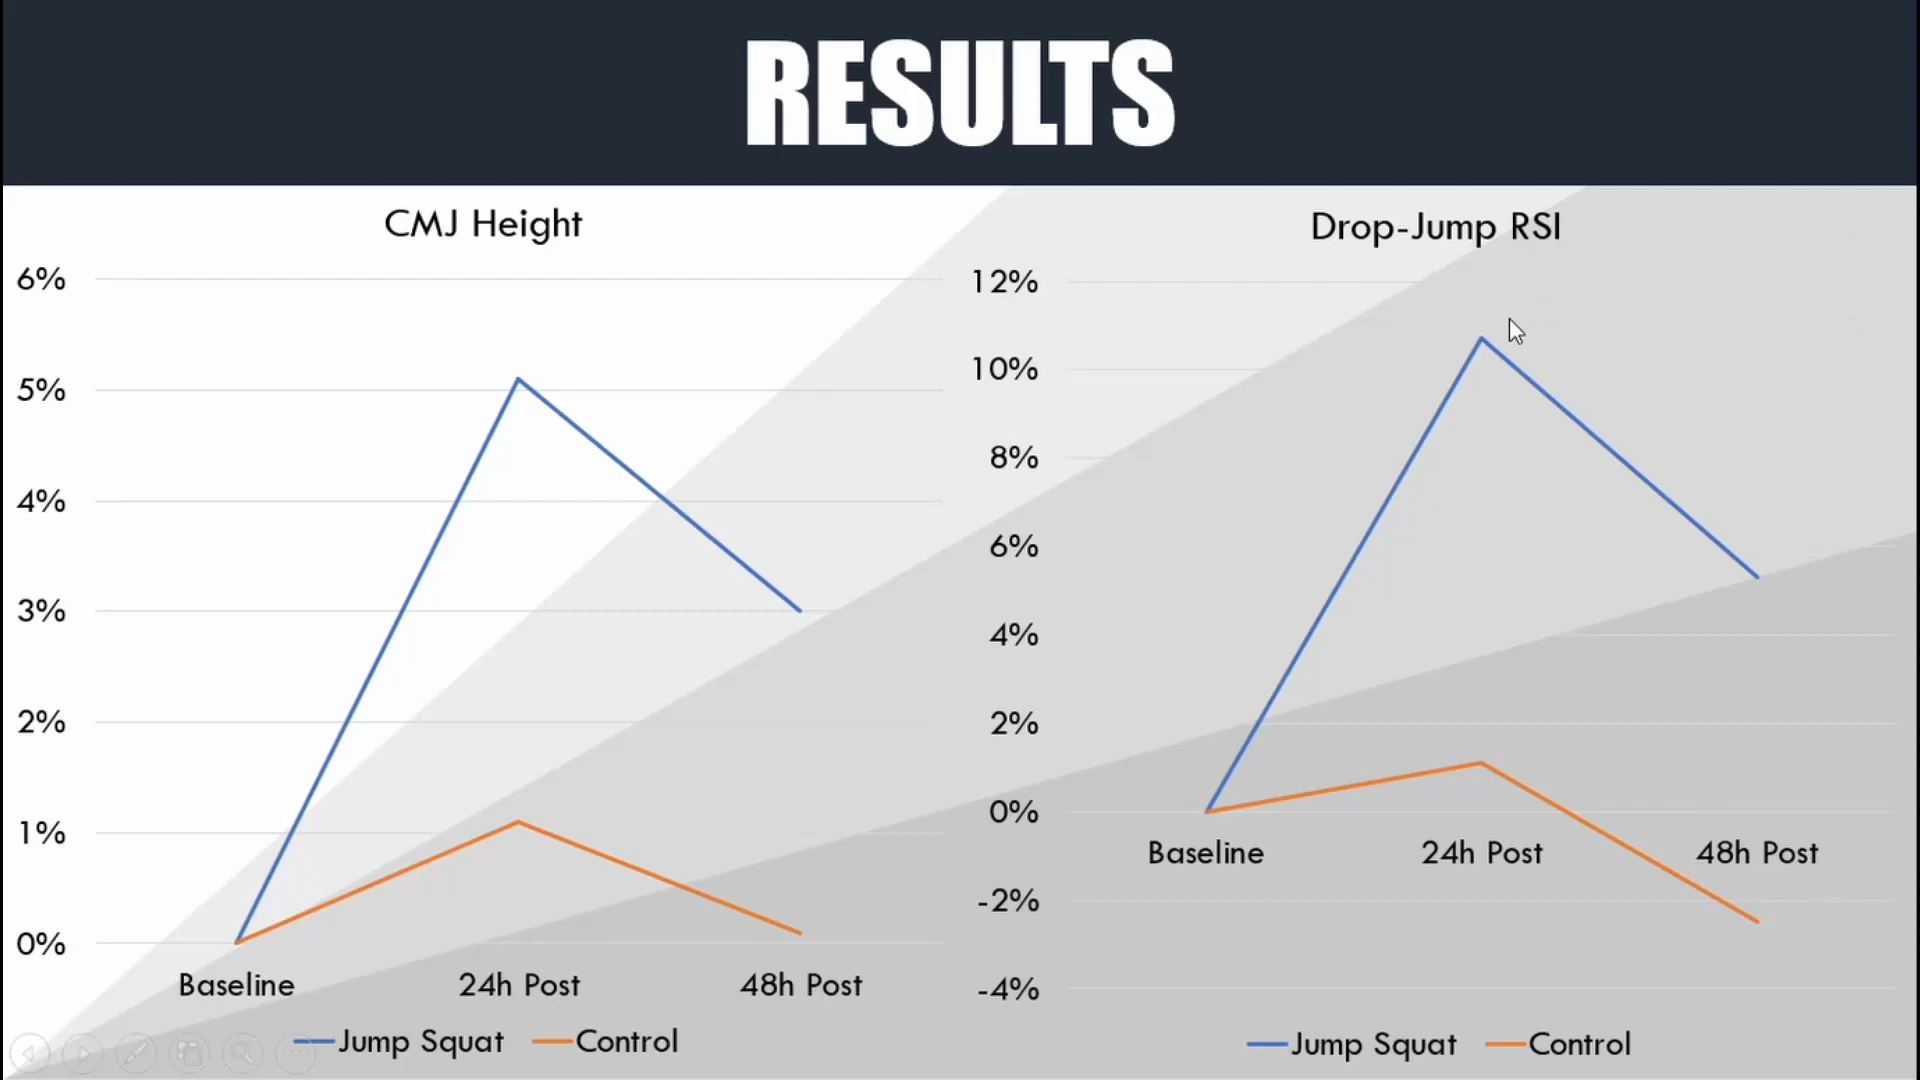 RESULTS
CMJ Height
6%
5%
4%
3%
2%
1%
0%
Baseline 24h Post 48h Post
Jump Squat Control
Drop-Jump RSI
12%
10%
8%
6%
4%
2%
0%
Baseline 24h Post 48h Post
-2%
-4%
Jump Squat Control